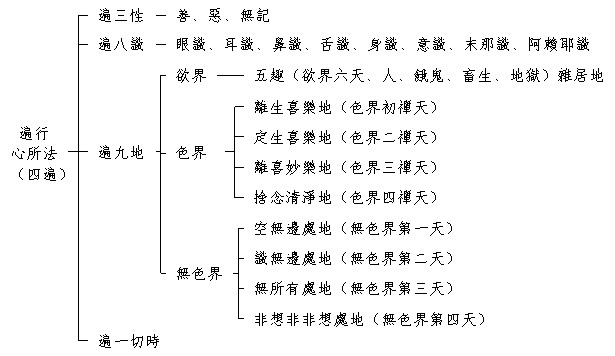 遍行
心所法
（四遍）
遍三性 － 善、惡、無記
遍八識 － 眼識、耳識、鼻識、舌識、身識、意識、末那識、阿賴耶識
遍九地
欲界 ── 五趣（欲界六天、人、餓鬼、畜生、地獄）雜居地
色界
離生喜樂地（色界初禪天）
定生喜樂地（色界二禪天）
離喜妙樂地（色界三禪天）
捨念清淨地（色界四禪天）
無色界
空無邊處地（無色界第一天）
識無邊處地（無色界第二天）
無所有處地（無色界第三天）
非想非非想處地（無色界第四天）
遍一切時